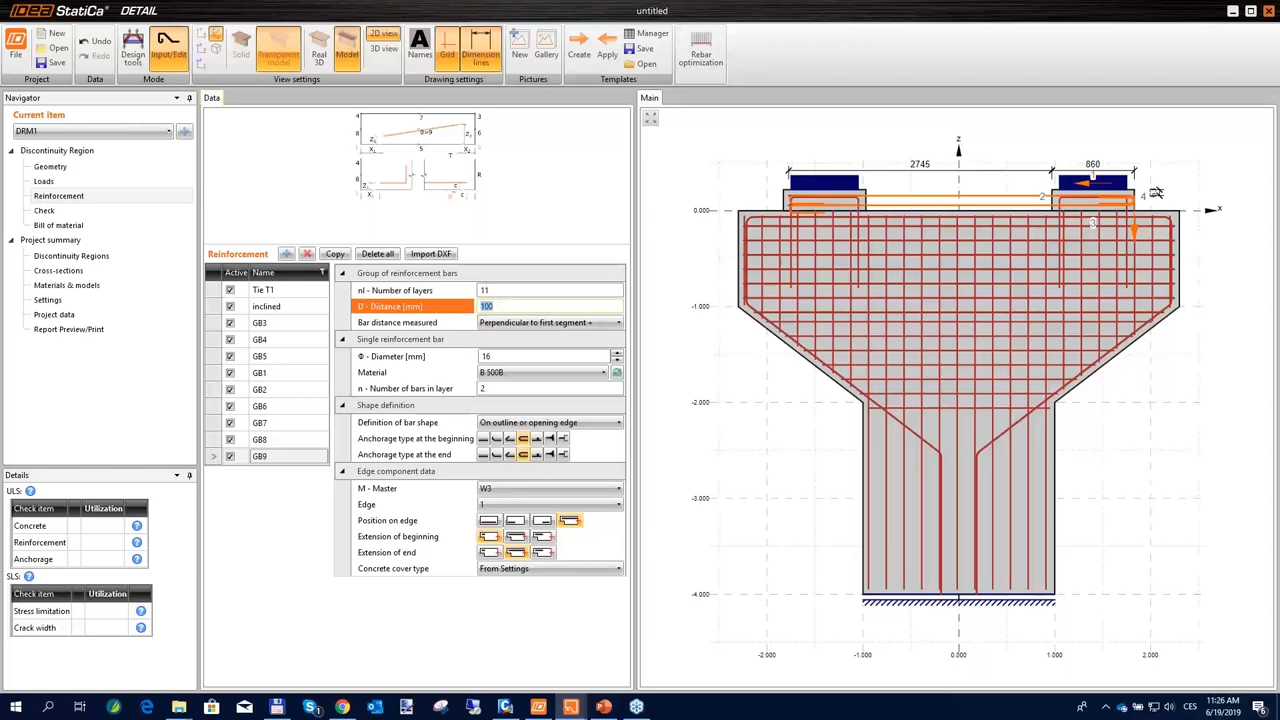 IDEA StatiCa® DETAIL
untitled
File
New
Open
Save
Project
Undo
Redo
Data
Design tools
Input/Edit
Mode
Solid
Transparent model
Real 3D
Model
2D view
3D view
View settings
Names
Grid
Dimension lines
Drawing settings
New
Gallery
Pictures
Create
Apply
Manager
Save
Open
Templates
Rebar optimization
Navigator
Current item
DRM1
Discontinuity Region
Geometry
Loads
Reinforcement
Check
Bill of material
Project summary
Discontinuity Regions
Cross-sections
Materials & models
Settings
Project data
Report Preview/Print
Details
ULS:
Check item Utilization
Concrete
Reinforcement
Anchorage
SLS:
Check item Utilization
Stress limitation
Crack width
Data
Reinforcement
Copy
Delete all
Import DXF
Active Name
Tie T1
inclined
GB3
GB4
GB5
GB1
GB2
GB6
GB7
GB8
GB9
Group of reinforcement bars
nl - Number of layers 11
D - Distance [mm] 100
Bar distance measured Perpendicular to first segment +
Single reinforcement bar
Φ - Diameter [mm] 16
Material B 500B
n - Number of bars in layer 2
Shape definition
Definition of bar shape On outline or opening edge
Anchorage type at the beginning
Anchorage type at the end
Edge component data
M - Master W3
Edge 1
Position on edge
Extension of beginning
Extension of end
Concrete cover type From Settings
Main
z
2745 860
1
2
4
3
x
0.000
-1.000
-2.000
-3.000
-4.000
-2.000 -1.000 0.000 1.000 2.000
CES
11:26 AM
6/19/2019